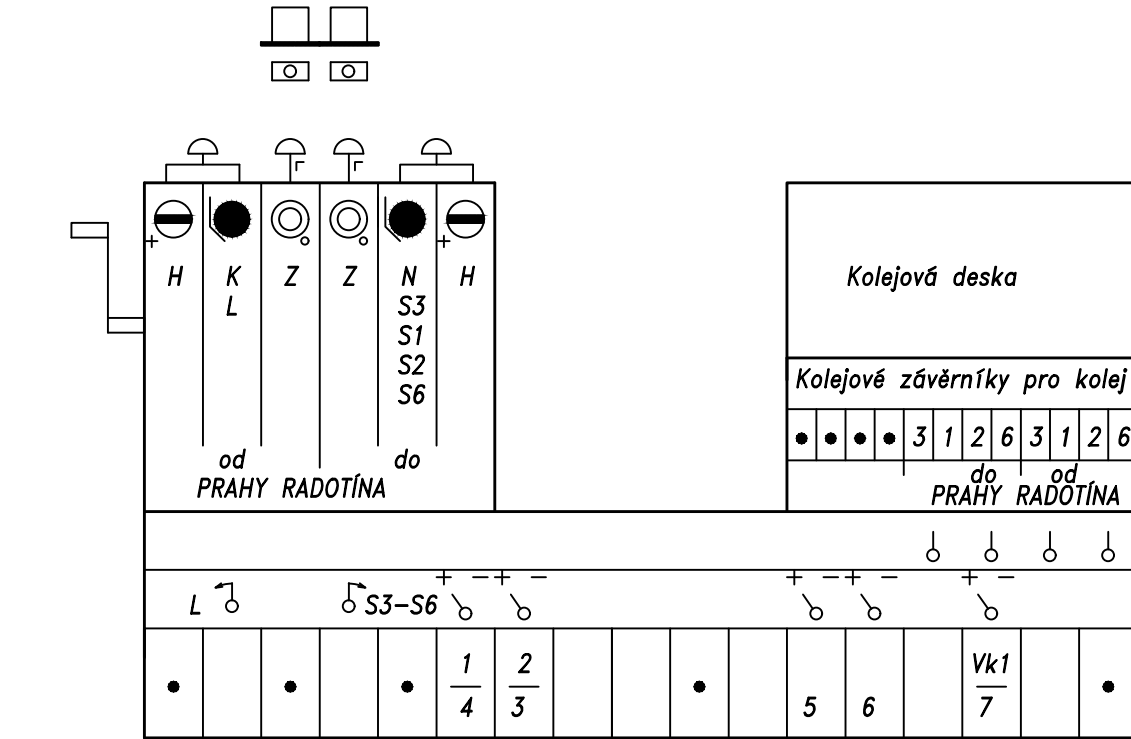 H K Z Z N H
L S3
S1
S2
S6
od do
PRAHY RADOTÍNA
Kolejová deska
Kolejové závěrníky pro kolej
3 1 2 6 3 1 2 6
do od
PRAHY RADOTÍNA
+ - + - + - + - + -
L S3-S6
1 2 Vk1
4 3 5 6 7